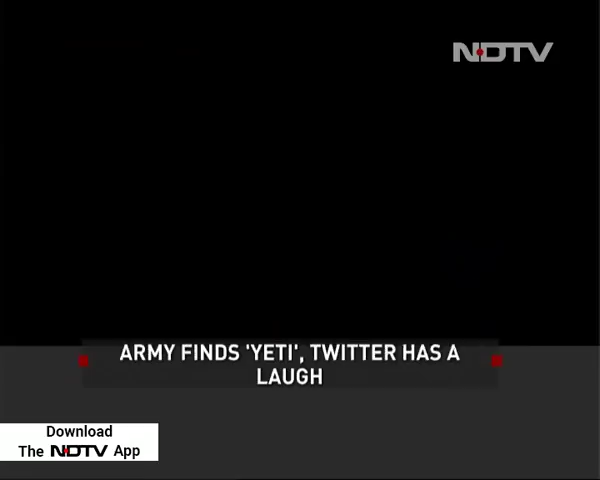 NDTV
ARMY FINDS 'YETI', TWITTER HAS A
LAUGH
Download
The NDTV App